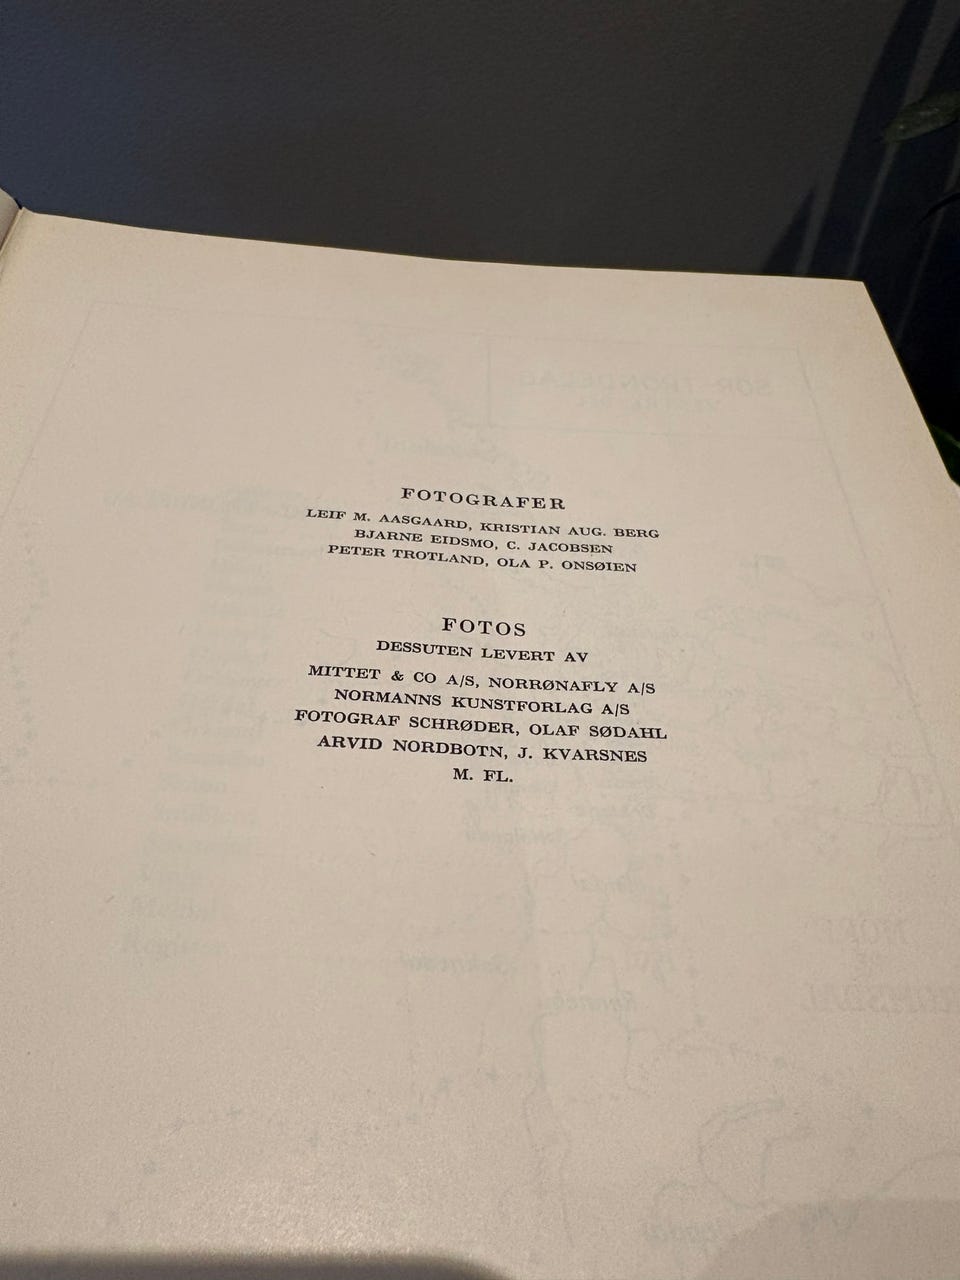 FOTOGRAFER
LEIF M. AASGAARD, KRISTIAN AUG. BERG
BJARNE EIDSMO, C. JACOBSEN
PETER TROTLAND, OLA P. ONSØIEN
FOTOS
DESSUTEN LEVERT AV
MITTET & CO A/S, NORRØNAFLY A/S
NORMANNS KUNSTFORLAG A/S
FOTOGRAF SCHRØDER, OLAF SØDAHL
ARVID NORDBOTN, J. KVARSNES
M. FL.